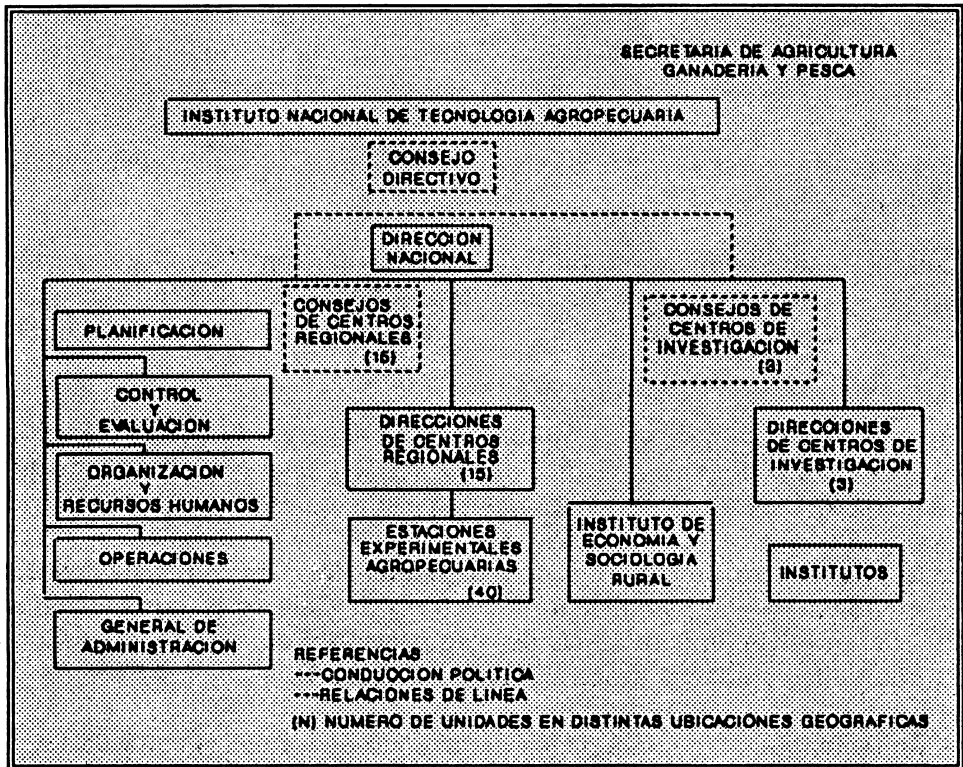 SECRETARIA DE AGRICULTURA
GANADERIA Y PESCA
INSTITUTO NACIONAL DE TECNOLOGIA AGROPECUARIA
CONSEJO
DIRECTIVO
DIRECCION
NACIONAL
PLANIFICACION
CONTROL
Y
EVALUACION
ORGANIZACION
Y
RECURSOS HUMANOS
OPERACIONES
GENERAL DE
ADMINISTRACION
CONSEJOS
DE CENTROS
REGIONALES
(15)
DIRECCIONES
DE CENTROS
REGIONALES
(15)
ESTACIONES
EXPERIMENTALES
AGROPECUARIAS
(40)
INSTITUTO DE
ECONOMIA Y
SOCIOLOGIA
RURAL
CONSEJOS DE
CENTROS DE
INVESTIGACION
(3)
DIRECCIONES
DE CENTROS DE
INVESTIGACION
(3)
INSTITUTOS
REFERENCIAS
---CONDUCCION POLITICA
---RELACIONES DE LINEA
(N) NUMERO DE UNIDADES EN DISTINTAS UBICACIONES GEOGRAFICAS